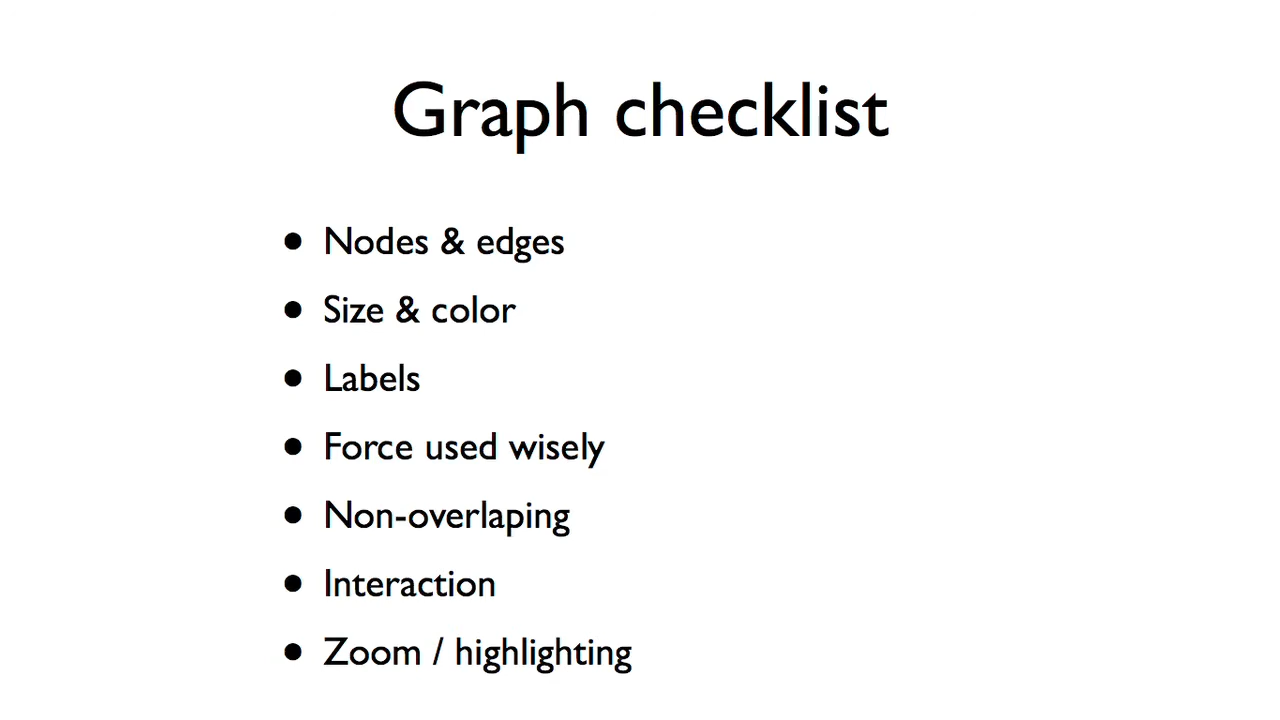 Graph checklist
• Nodes & edges
• Size & color
• Labels
• Force used wisely
• Non-overlaping
• Interaction
• Zoom / highlighting